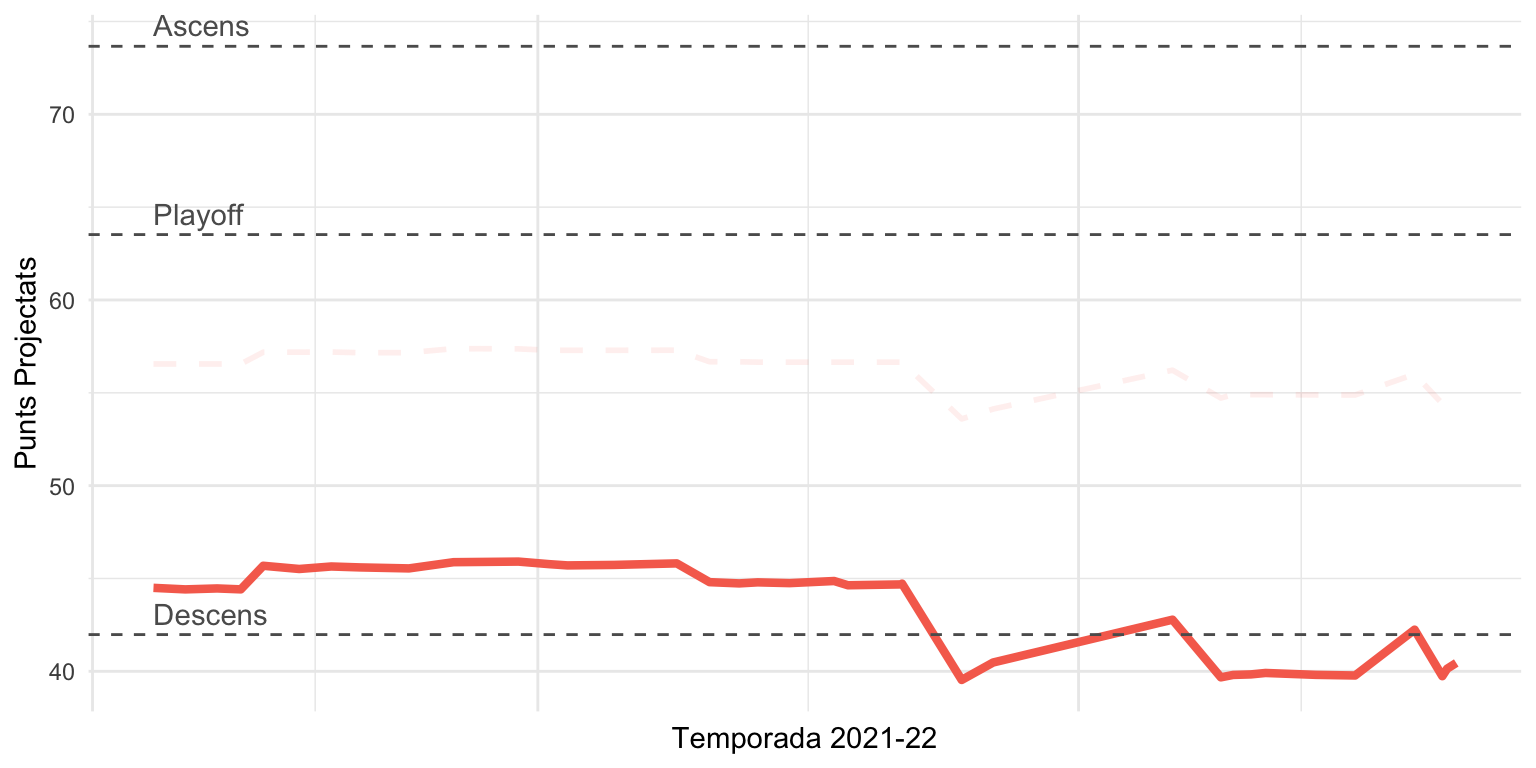 Ascens
70
Playoff
60
Punts Projectats
50
Descens
40
Temporada 2021-22